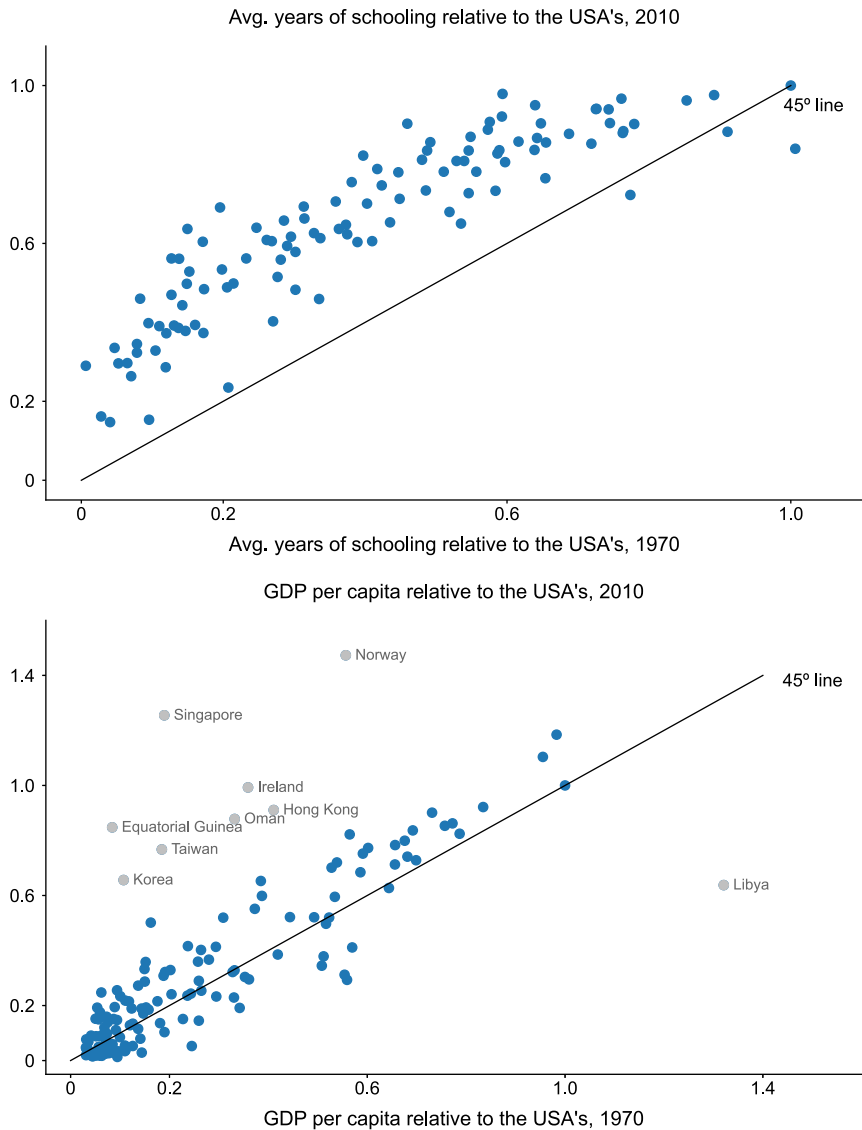 Avg. years of schooling relative to the USA's, 2010
1.0
45º line
0.6
0.2
0
0 0.2 0.6 1.0
Avg. years of schooling relative to the USA's, 1970
GDP per capita relative to the USA's, 2010
Norway
1.4
45º line
Singapore
1.0
Ireland
Hong Kong
Oman
Equatorial Guinea
Taiwan
Korea
Libya
0.6
0.2
0
0 0.2 0.6 1.0 1.4
GDP per capita relative to the USA's, 1970